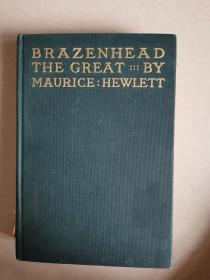 BRAZENHEAD
THE GREAT ::: BY
MAURICE : HEWLETT